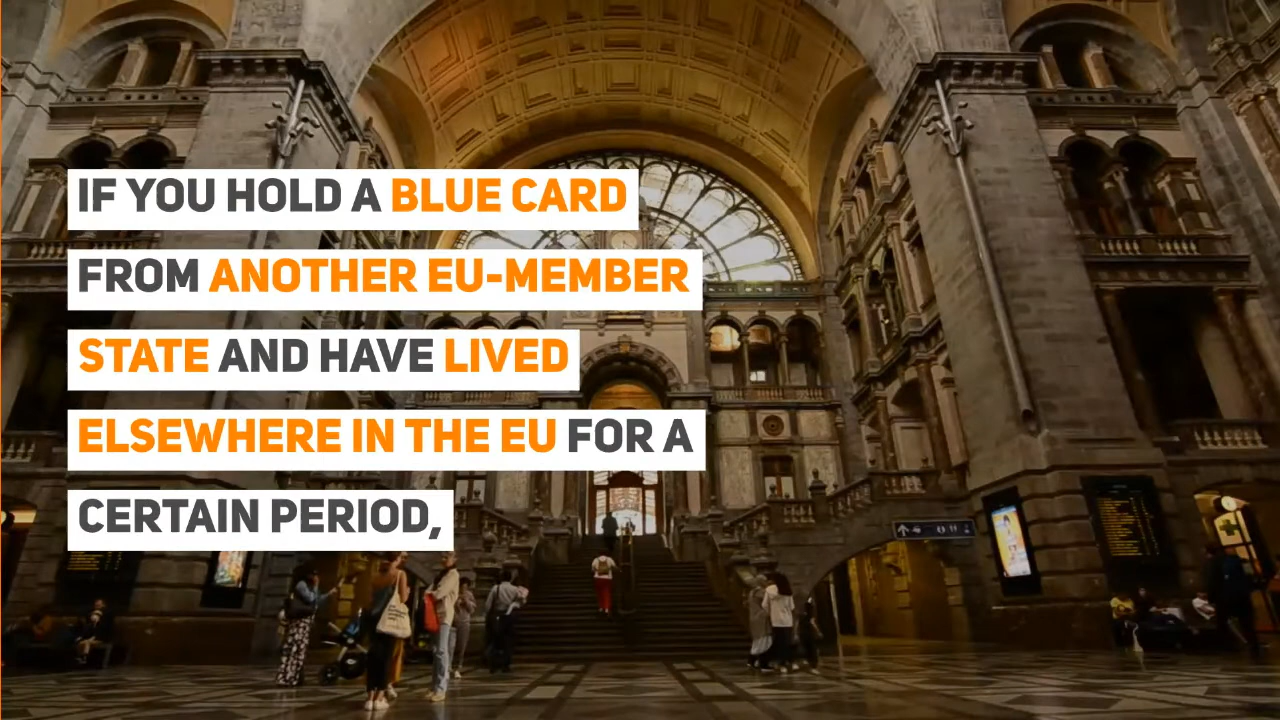 IF YOU HOLD A BLUE CARD
FROM ANOTHER EU-MEMBER
STATE AND HAVE LIVED
ELSEWHERE IN THE EU FOR A
CERTAIN PERIOD,